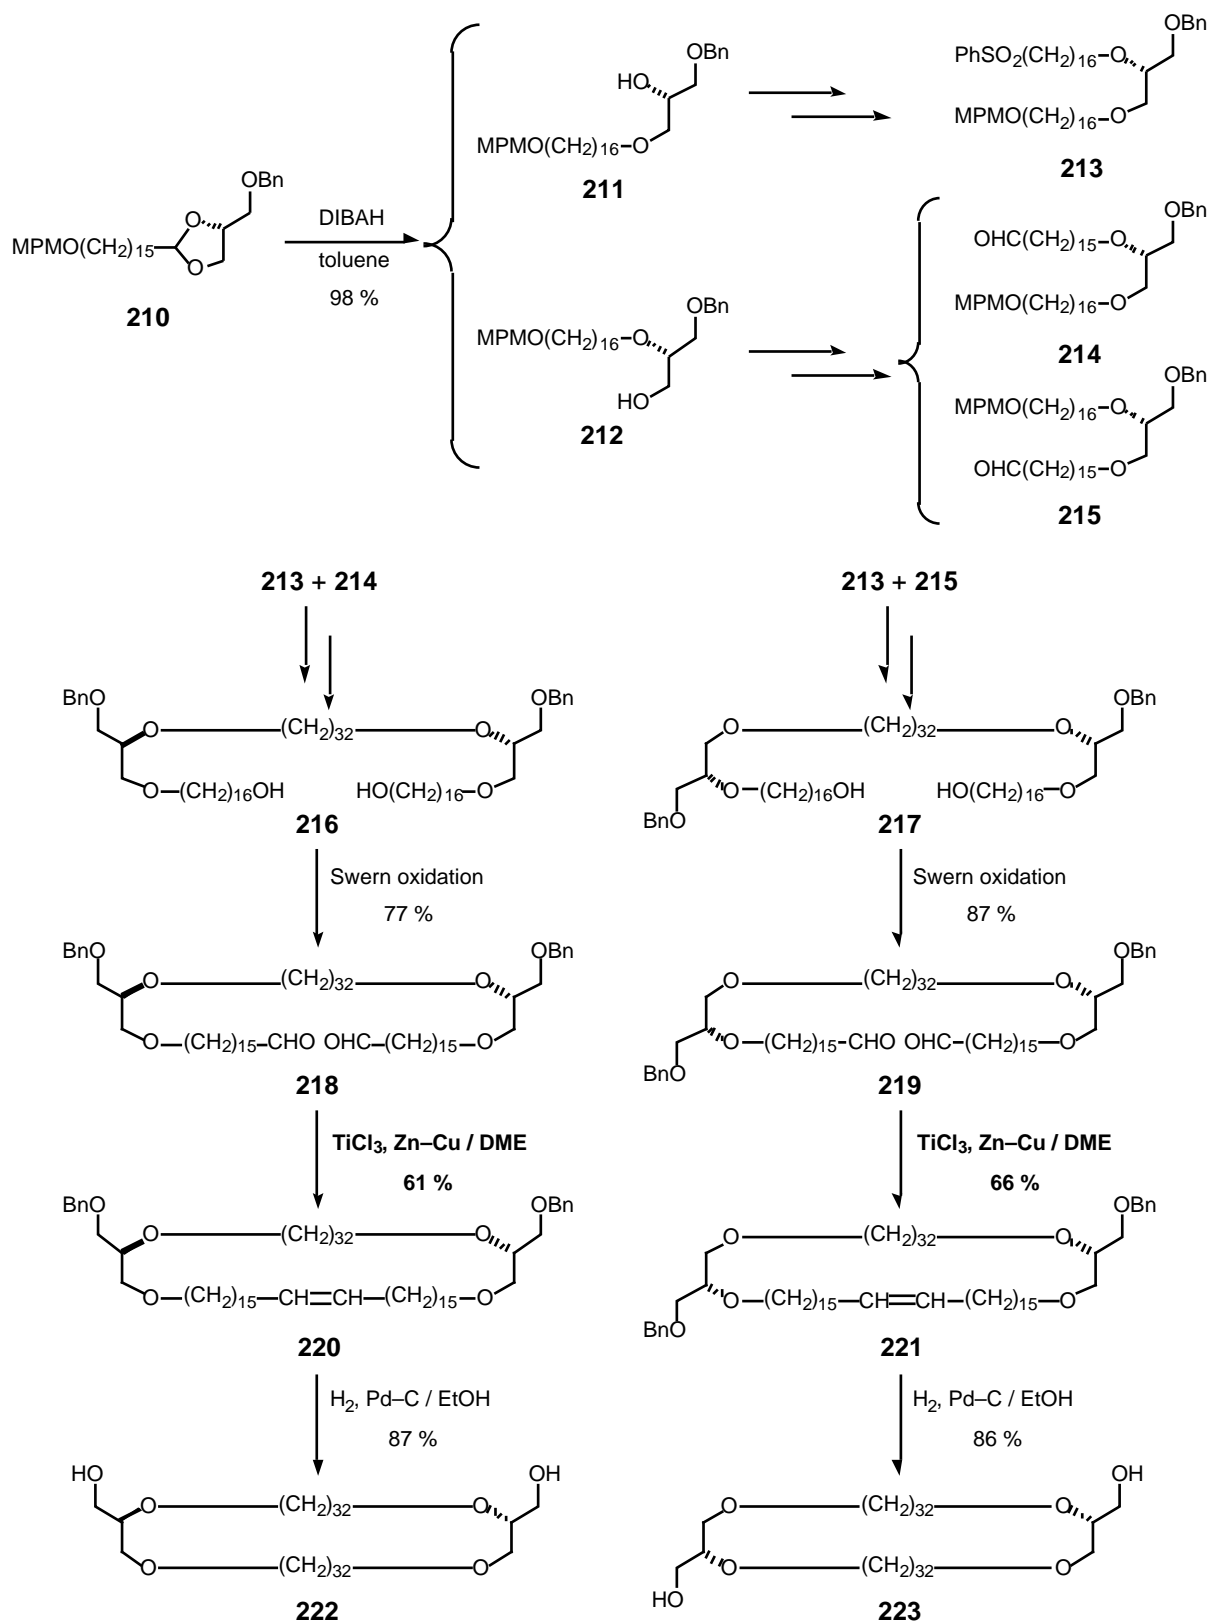 OBn
HO
MPMO(CH2)16–O
211
OBn
PhSO2(CH2)16–O
MPMO(CH2)16–O
213
OBn
O
MPMO(CH2)15
O
210
DIBAH
toluene
98 %
OBn
MPMO(CH2)16–O
HO
212
OBn
OHC(CH2)15–O
MPMO(CH2)16–O
214
OBn
MPMO(CH2)16–O
OHC(CH2)15–O
215
213 + 214
BnO OBn
O (CH2)32 O
O (CH2)16OH HO(CH2)16–O
216
Swern oxidation
77 %
BnO OBn
O (CH2)32 O
O (CH2)15–CHO OHC–(CH2)15–O
218
TiCl3, Zn–Cu / DME
61 %
BnO OBn
O (CH2)32 O
O (CH2)15–CH=CH–(CH2)15–O
220
H2, Pd–C / EtOH
87 %
HO OH
O (CH2)32 O
O (CH2)32 O
222
213 + 215
OBn
O (CH2)32 O
O (CH2)16OH HO(CH2)16–O
BnO
217
Swern oxidation
87 %
OBn
O (CH2)32 O
O (CH2)15–CHO OHC–(CH2)15–O
BnO
219
TiCl3, Zn–Cu / DME
66 %
OBn
O (CH2)32 O
O (CH2)15–CH=CH–(CH2)15–O
BnO
221
H2, Pd–C / EtOH
86 %
OH
O (CH2)32 O
O (CH2)32 O
HO
223